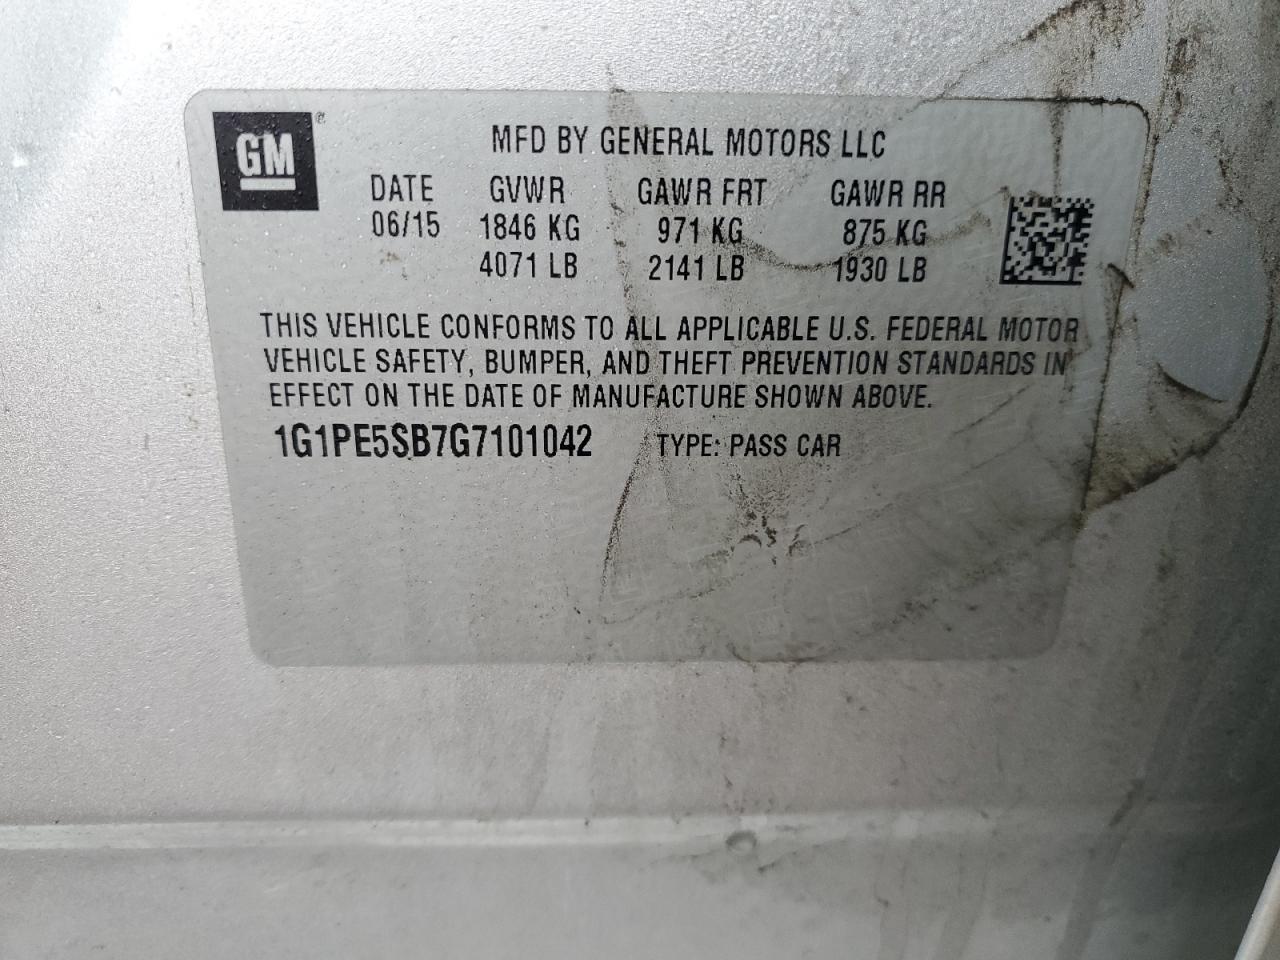 GM®
MFD BY GENERAL MOTORS LLC
DATE GVWR GAWR FRT GAWR RR
06/15 1846 KG 971 KG 875 KG
4071 LB 2141 LB 1930 LB
THIS VEHICLE CONFORMS TO ALL APPLICABLE U.S. FEDERAL MOTOR
VEHICLE SAFETY, BUMPER, AND THEFT PREVENTION STANDARDS IN
EFFECT ON THE DATE OF MANUFACTURE SHOWN ABOVE.
1G1PE5SB7G7101042 TYPE: PASS CAR